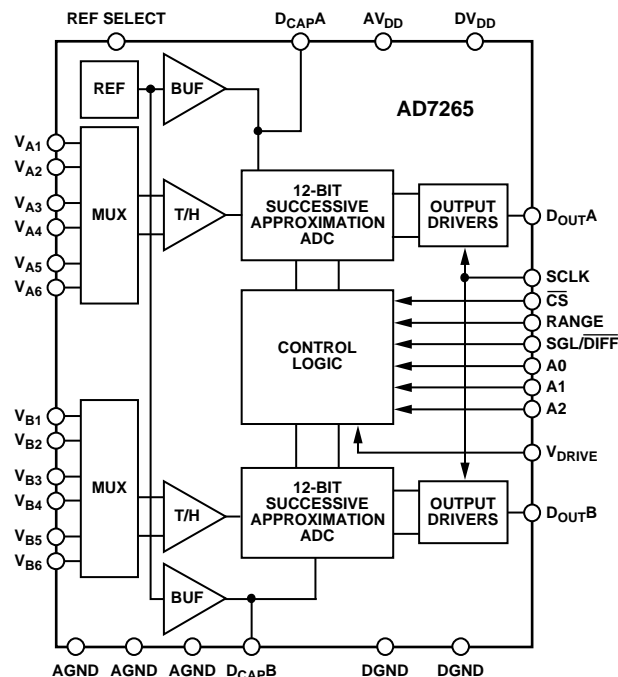 REF SELECT
DCAPA
AVDD
DVDD
REF
BUF
AD7265
VA1
VA2
VA3
VA4
VA5
VA6
MUX
T/H
12-BIT
SUCCESSIVE
APPROXIMATION
ADC
OUTPUT
DRIVERS
DOUTA
SCLK
C̅S̅
RANGE
SGL/D̅I̅F̅F̅
A0
A1
A2
VDRIVE
CONTROL
LOGIC
VB1
VB2
VB3
VB4
VB5
VB6
MUX
T/H
12-BIT
SUCCESSIVE
APPROXIMATION
ADC
OUTPUT
DRIVERS
DOUTB
BUF
AGND
AGND
AGND
DCAPB
DGND
DGND